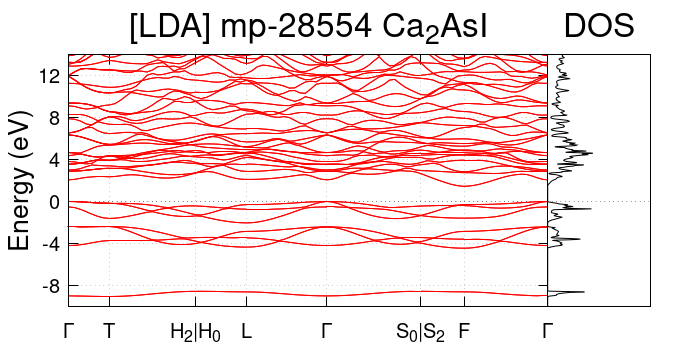 [LDA] mp-28554 Ca₂AsI DOS
Energy (eV)
12
8
4
0
-4
-8
Γ T H₂|H₀ L Γ S₀|S₂ F Γ